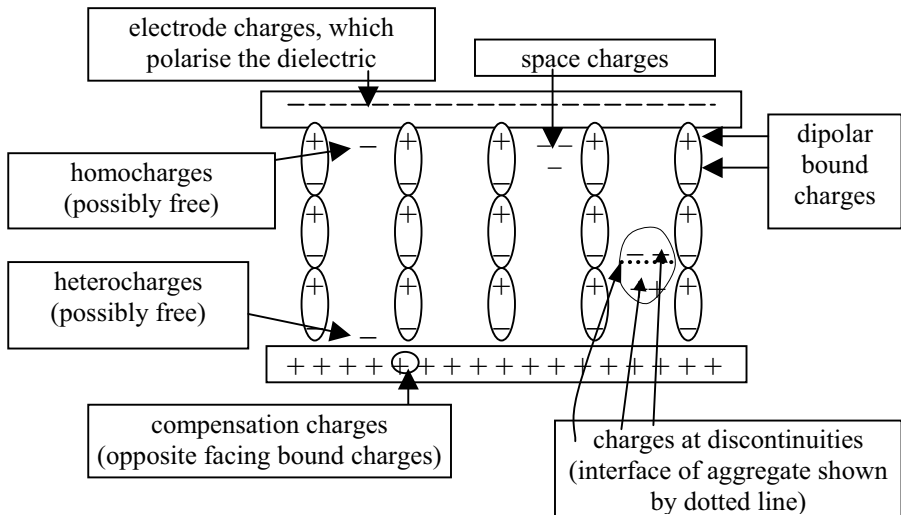 electrode charges, which
polarise the dielectric
space charges
homocharges
(possibly free)
dipolar
bound
charges
heterocharges
(possibly free)
+ + + + + + + + + + + + + + + + + +
compensation charges
(opposite facing bound charges)
charges at discontinuities
(interface of aggregate shown
by dotted line)